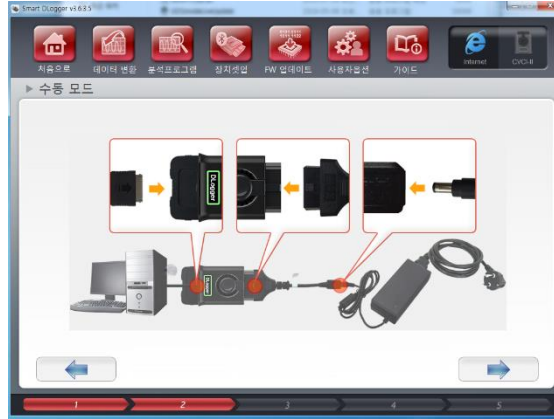 Smart DLogger v3.6.3.5
처음으로
데이터 변환
분석프로그램
장치셋업
FW 업데이트
사용자옵션
가이드
Internet
CVCI-II
수동 모드
DLogger
DLogger
1
2
3
4
5